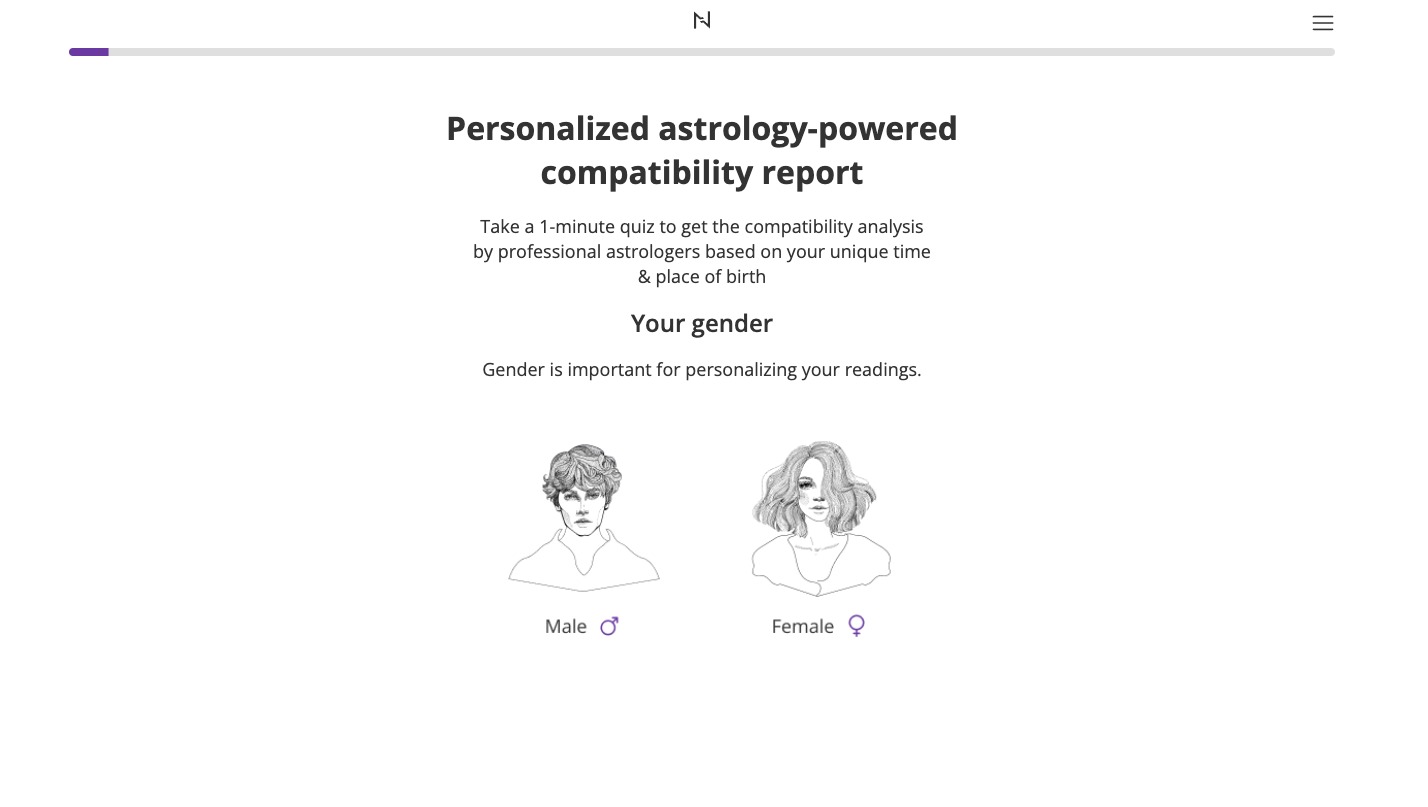 Personalized astrology-powered
compatibility report
Take a 1-minute quiz to get the compatibility analysis
by professional astrologers based on your unique time
& place of birth
Your gender
Gender is important for personalizing your readings.
Male
Female